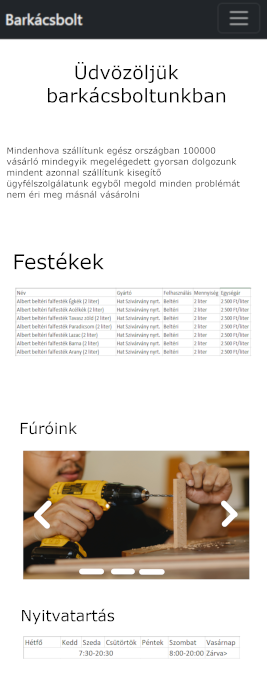 Barkácsbolt
Üdvözöljük
barkácsboltunkban
Mindenhova szállítunk egész országban 100000
vásárló mindegyik megelégedett gyorsan dolgozunk
mindent azonnal szállítunk kisegítő
ügyfélszolgálatunk egyből megold minden problémát
nem éri meg másnál vásárolni
Festékek
Név Gyártó Felhasználás Mennyiség Egységár
Albert beltéri falfesték Égkék (2 liter) Hat Szivárvány nyrt. Beltéri 2 liter 2 500 Ft/liter
Albert beltéri falfesték Autókék (2 liter) Hat Szivárvány nyrt. Beltéri 2 liter 2 500 Ft/liter
Albert beltéri falfesték Tavasz zöld (2 liter) Hat Szivárvány nyrt. Beltéri 2 liter 2 500 Ft/liter
Albert beltéri falfesték Paradicsom (2 liter) Hat Szivárvány nyrt. Beltéri 2 liter 2 500 Ft/liter
Albert beltéri falfesték Lazac (2 liter) Hat Szivárvány nyrt. Beltéri 2 liter 2 500 Ft/liter
Albert beltéri falfesték Barna (2 liter) Hat Szivárvány nyrt. Beltéri 2 liter 2 500 Ft/liter
Albert beltéri falfesték Arany (2 liter) Hat Szivárvány nyrt. Beltéri 2 liter 2 500 Ft/liter
Fúróink
Nyitvatartás
Hétfő Kedd Szeda Csütörtök Péntek Szombat Vasárnap
7:30-20:30 8:00-20:00 Zárva>